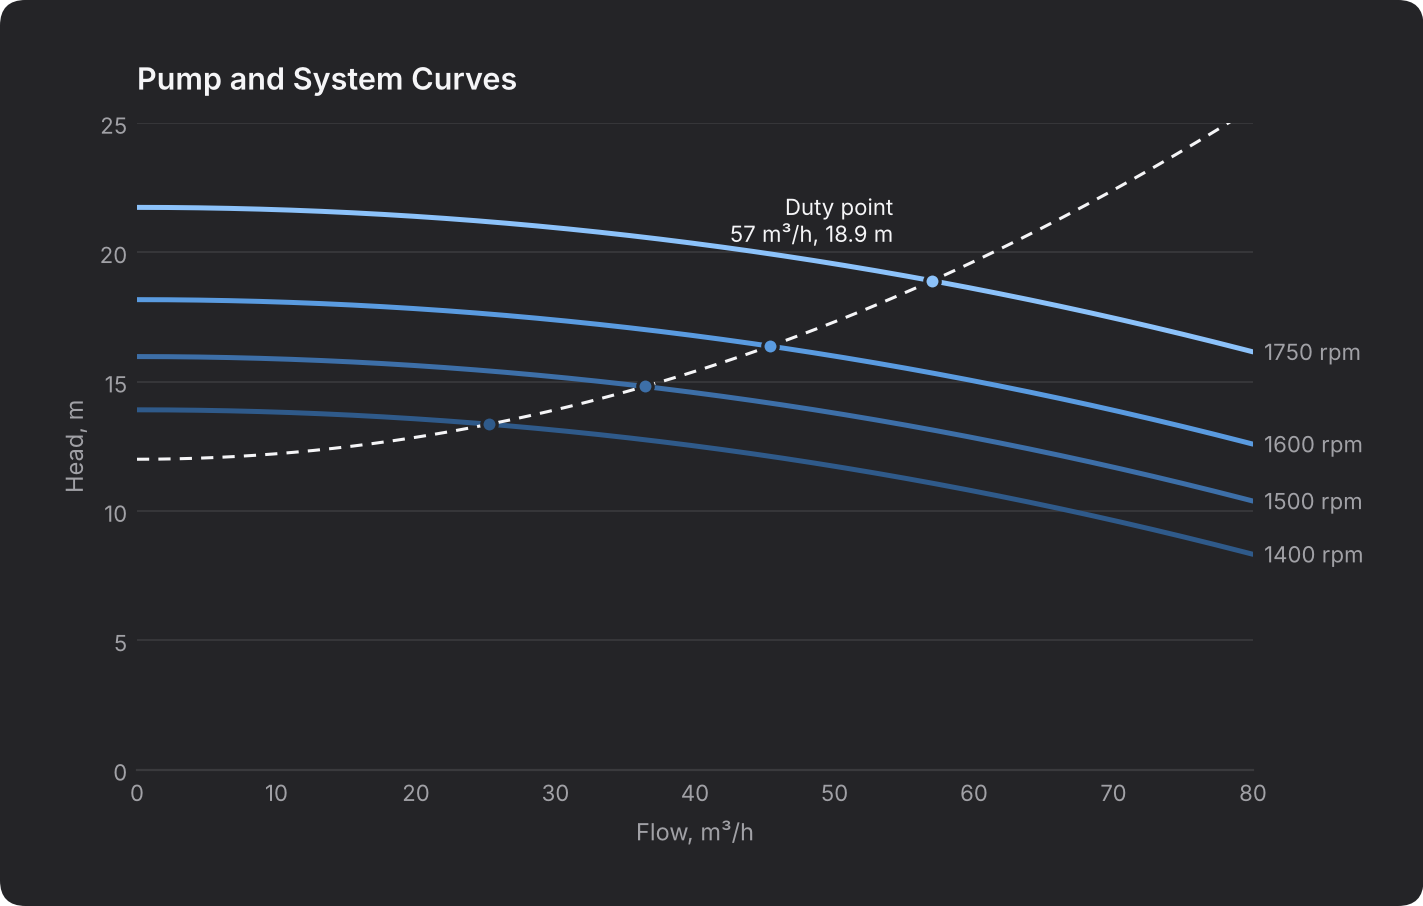 Pump and System Curves
25
20
15
10
5
0
Head, m
Duty point
57 m³/h, 18.9 m
1750 rpm
1600 rpm
1500 rpm
1400 rpm
0 10 20 30 40 50 60 70 80
Flow, m³/h